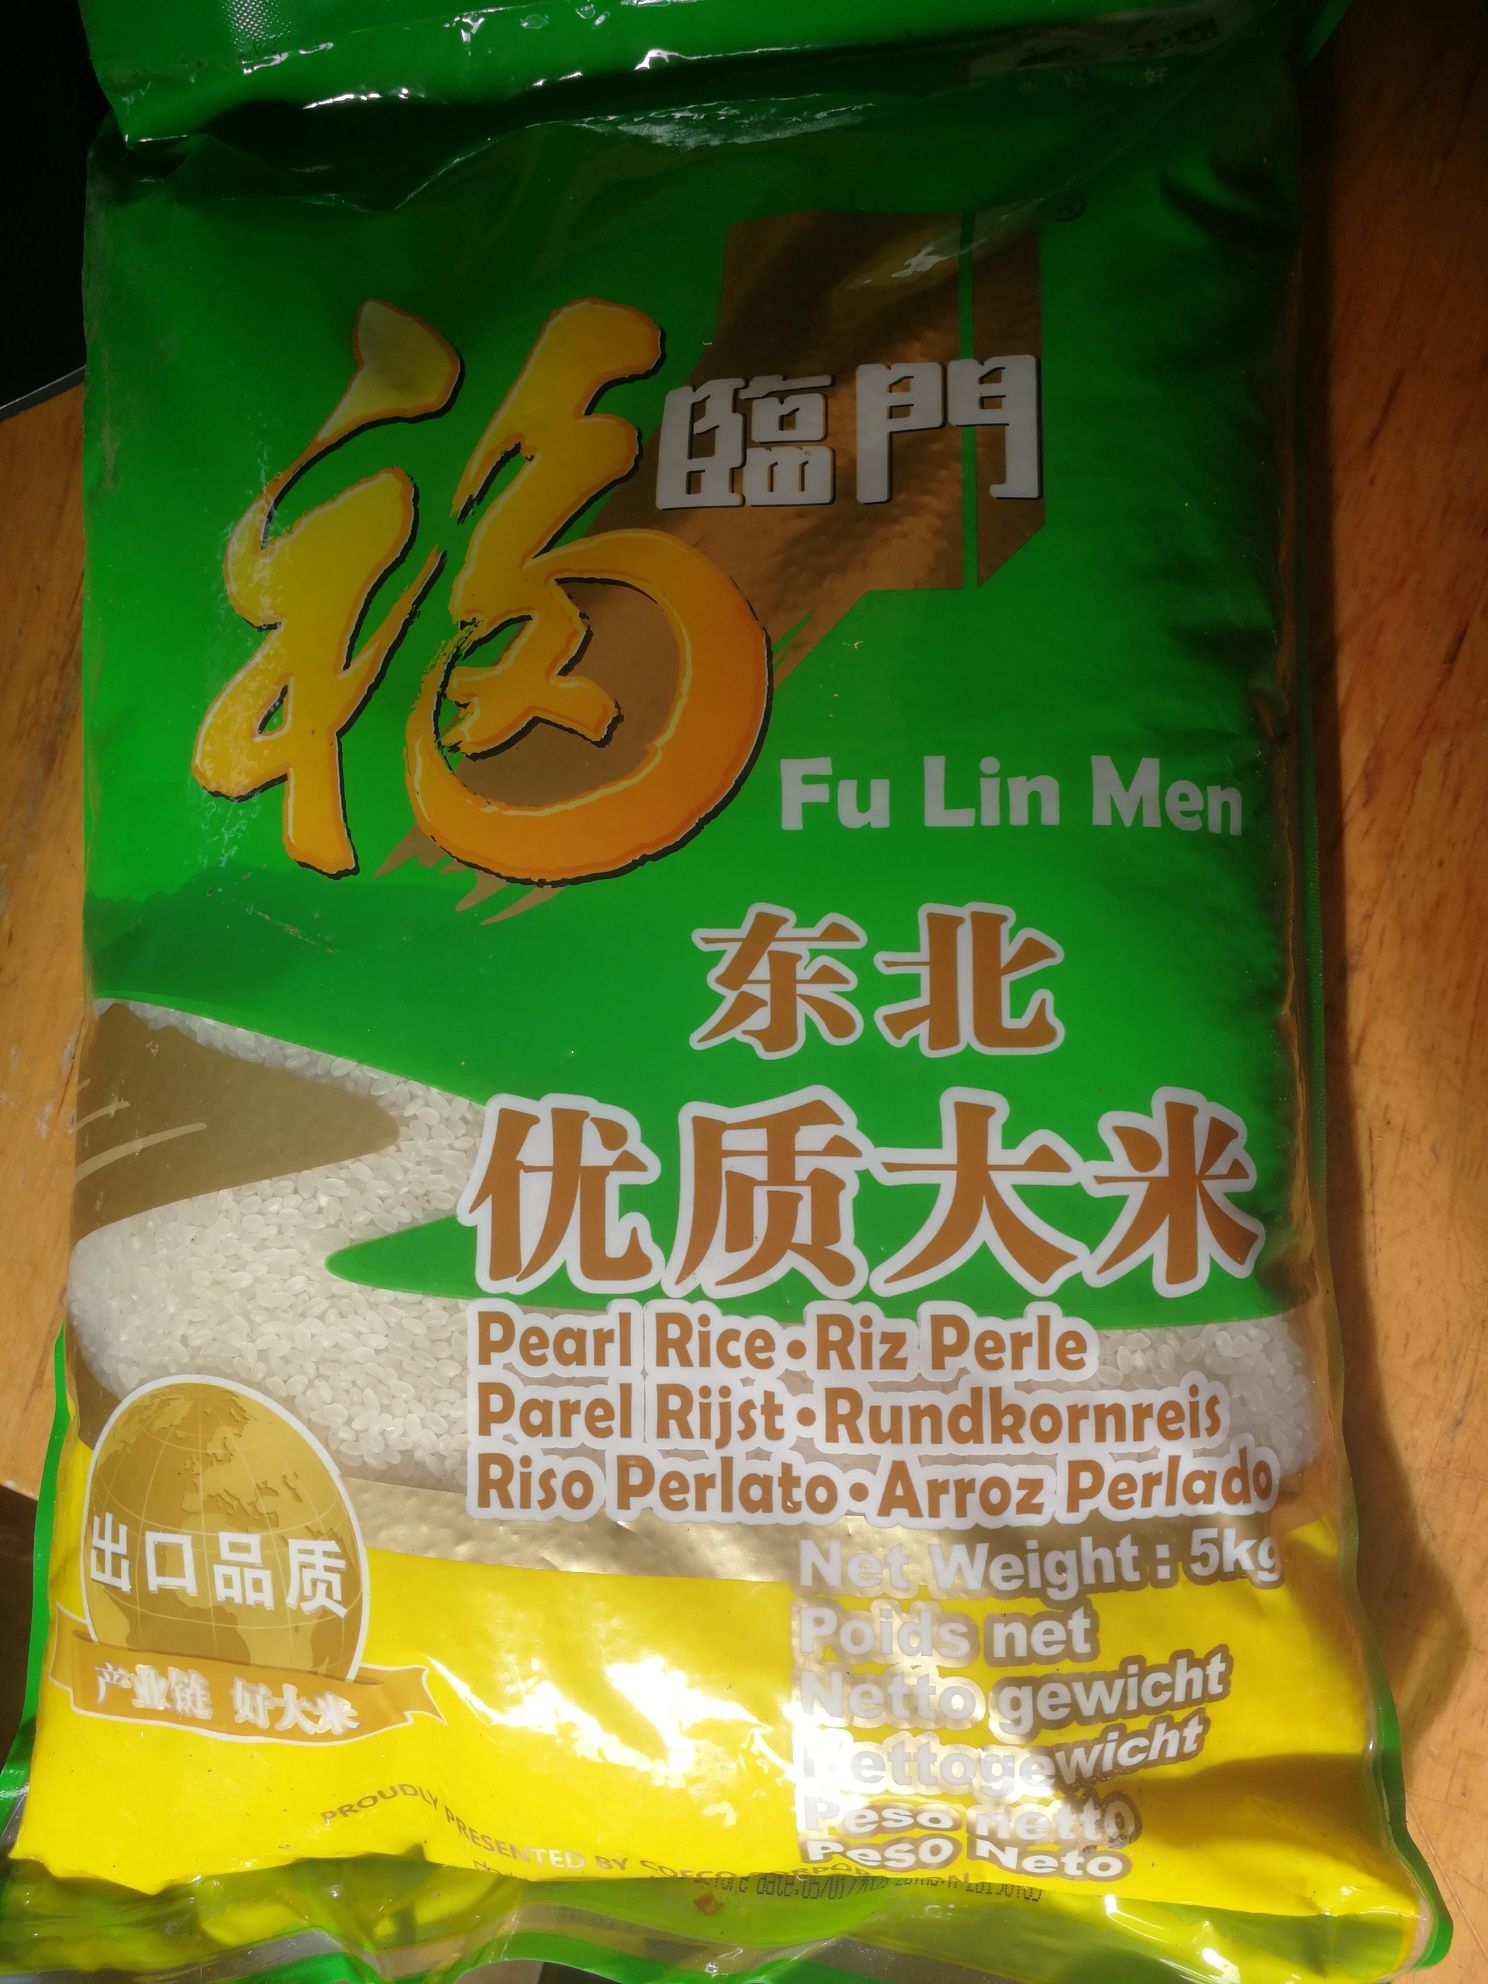 福臨門
Fu Lin Men
东北
优质大米
Pearl Rice•Riz Perle
Parel Rijst•Rundkornreis
Riso Perlato•Arroz Perlado
出口品质
产业链 好大米
Net Weight : 5kg
Poids net
Netto gewicht
Nettogewicht
Peso netto
Peso Neto
PROUDLY PRESENTED BY COFCO